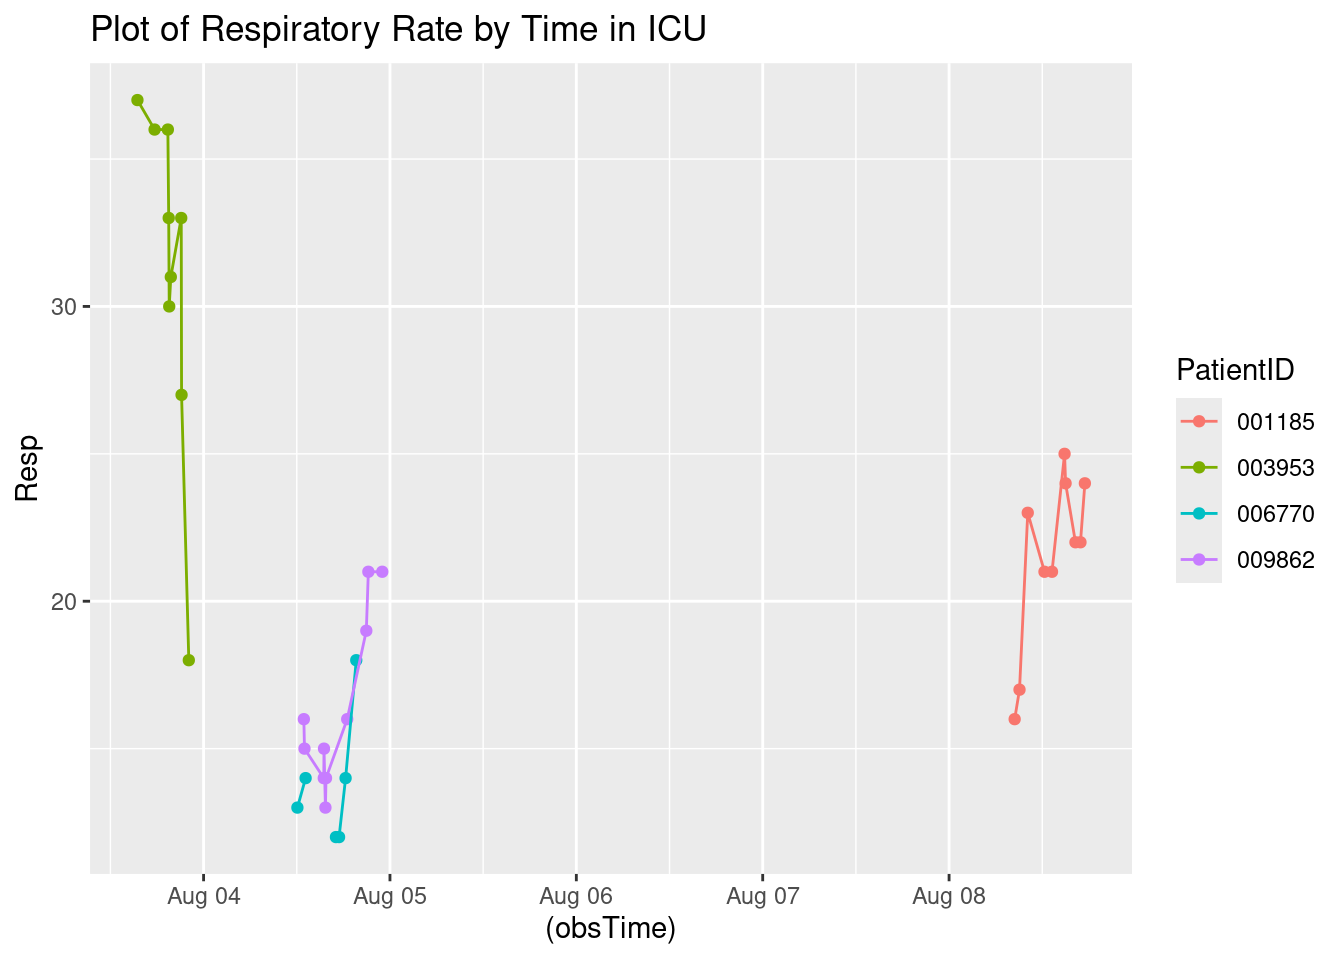 Plot of Respiratory Rate by Time in ICU
Resp
30
20
Aug 04
Aug 05
Aug 06
Aug 07
Aug 08
(obsTime)
PatientID
001185
003953
006770
009862